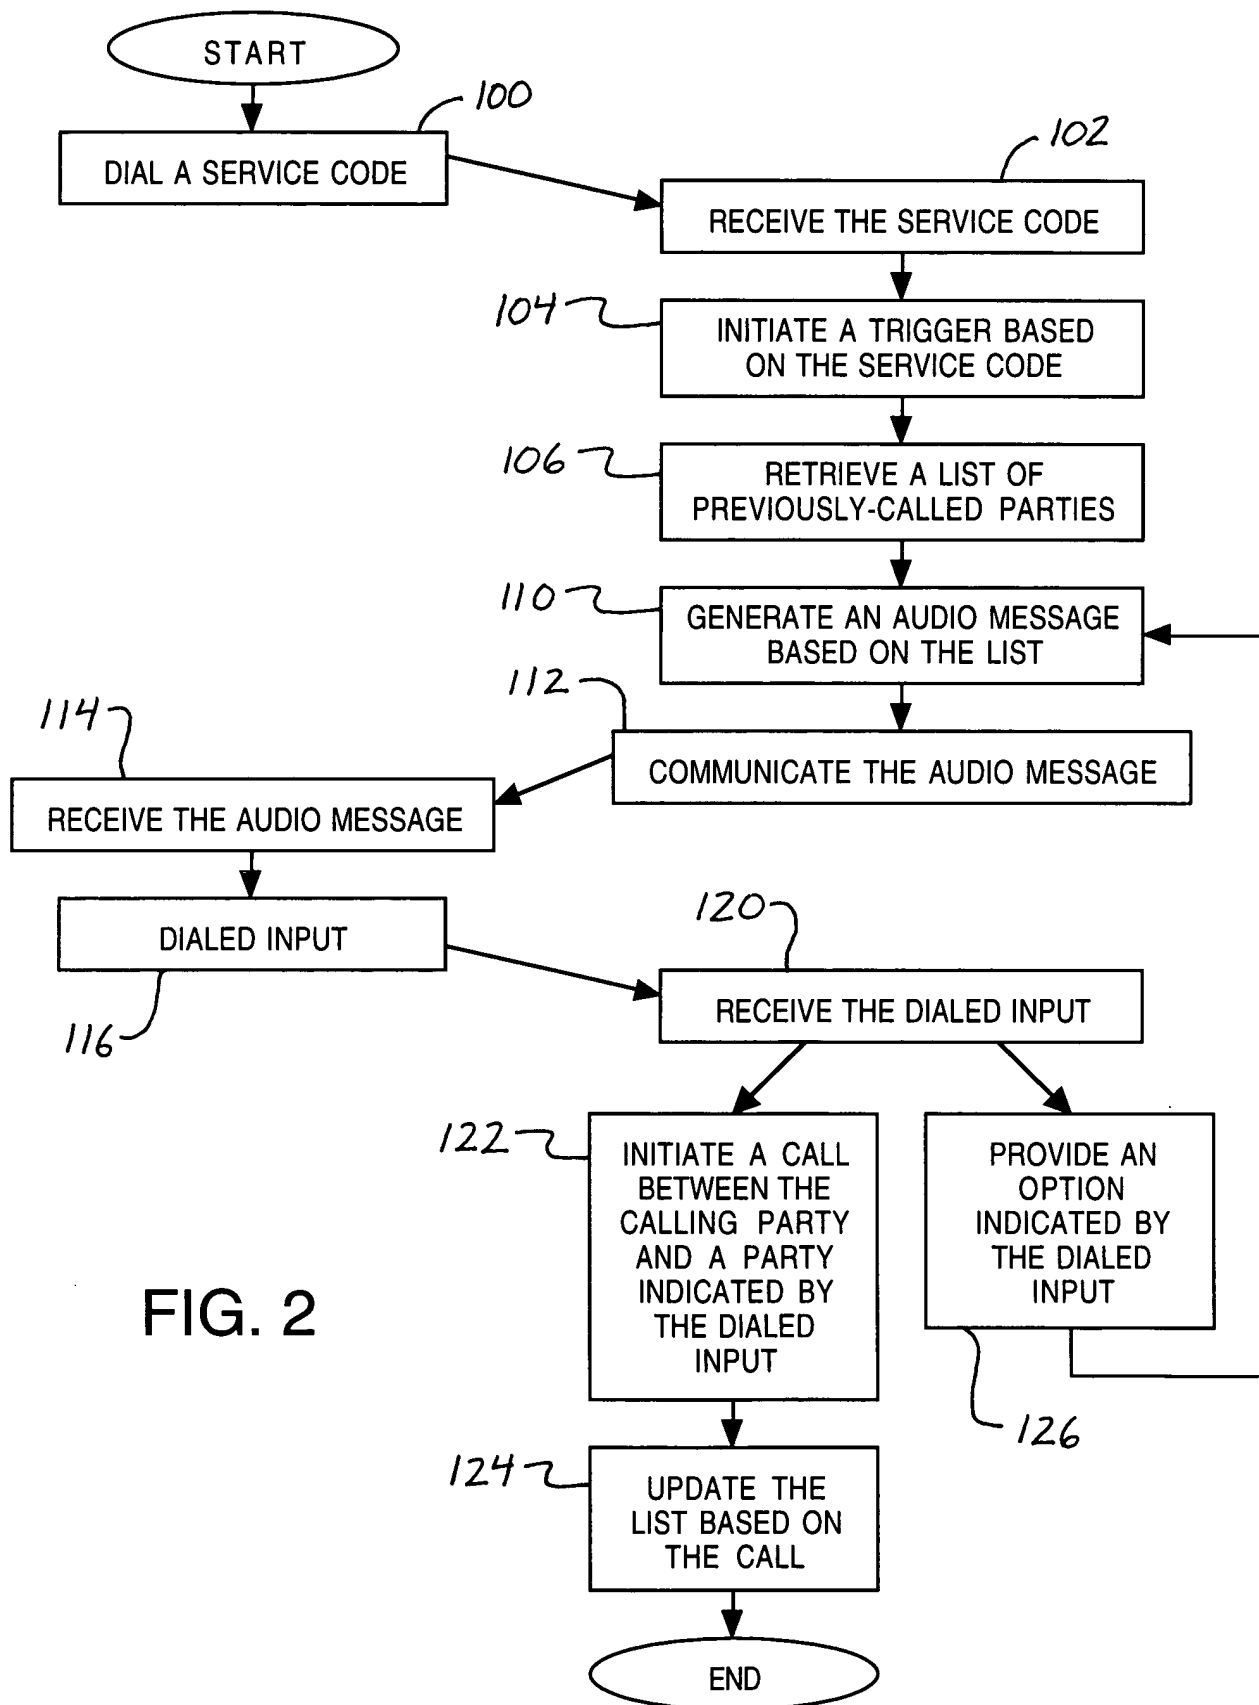 START
100
DIAL A SERVICE CODE
102
RECEIVE THE SERVICE CODE
104
INITIATE A TRIGGER BASED
ON THE SERVICE CODE
106
RETRIEVE A LIST OF
PREVIOUSLY-CALLED PARTIES
110
GENERATE AN AUDIO MESSAGE
BASED ON THE LIST
112
COMMUNICATE THE AUDIO MESSAGE
114
RECEIVE THE AUDIO MESSAGE
DIALED INPUT
116
120
RECEIVE THE DIALED INPUT
122
INITIATE A CALL
BETWEEN THE
CALLING PARTY
AND A PARTY
INDICATED BY
THE DIALED
INPUT
PROVIDE AN
OPTION
INDICATED BY
THE DIALED
INPUT
126
124
UPDATE THE
LIST BASED ON
THE CALL
END
FIG. 2